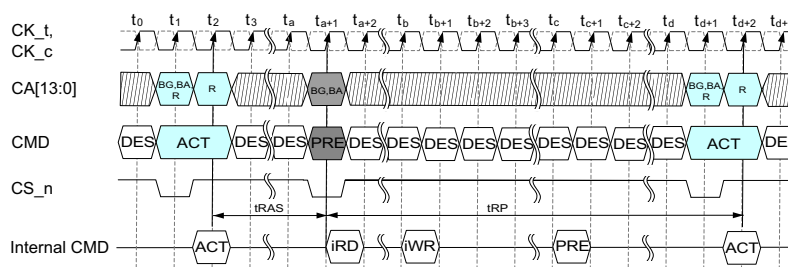 t0 t1 t2 t3 ta ta+1 ta+2 tb tb+1 tb+2 tb+3 tc tc+1 tc+2 td td+1 td+2 td+
CK_t,
CK_c
CA[13:0] BG,BA, R R BG,BA BG,BA, R R
CMD DES ACT DES DES PRE DES DES DES DES DES DES DES DES DES ACT DE
CS_n
tRAS tRP
Internal CMD ACT iRD iWR PRE ACT